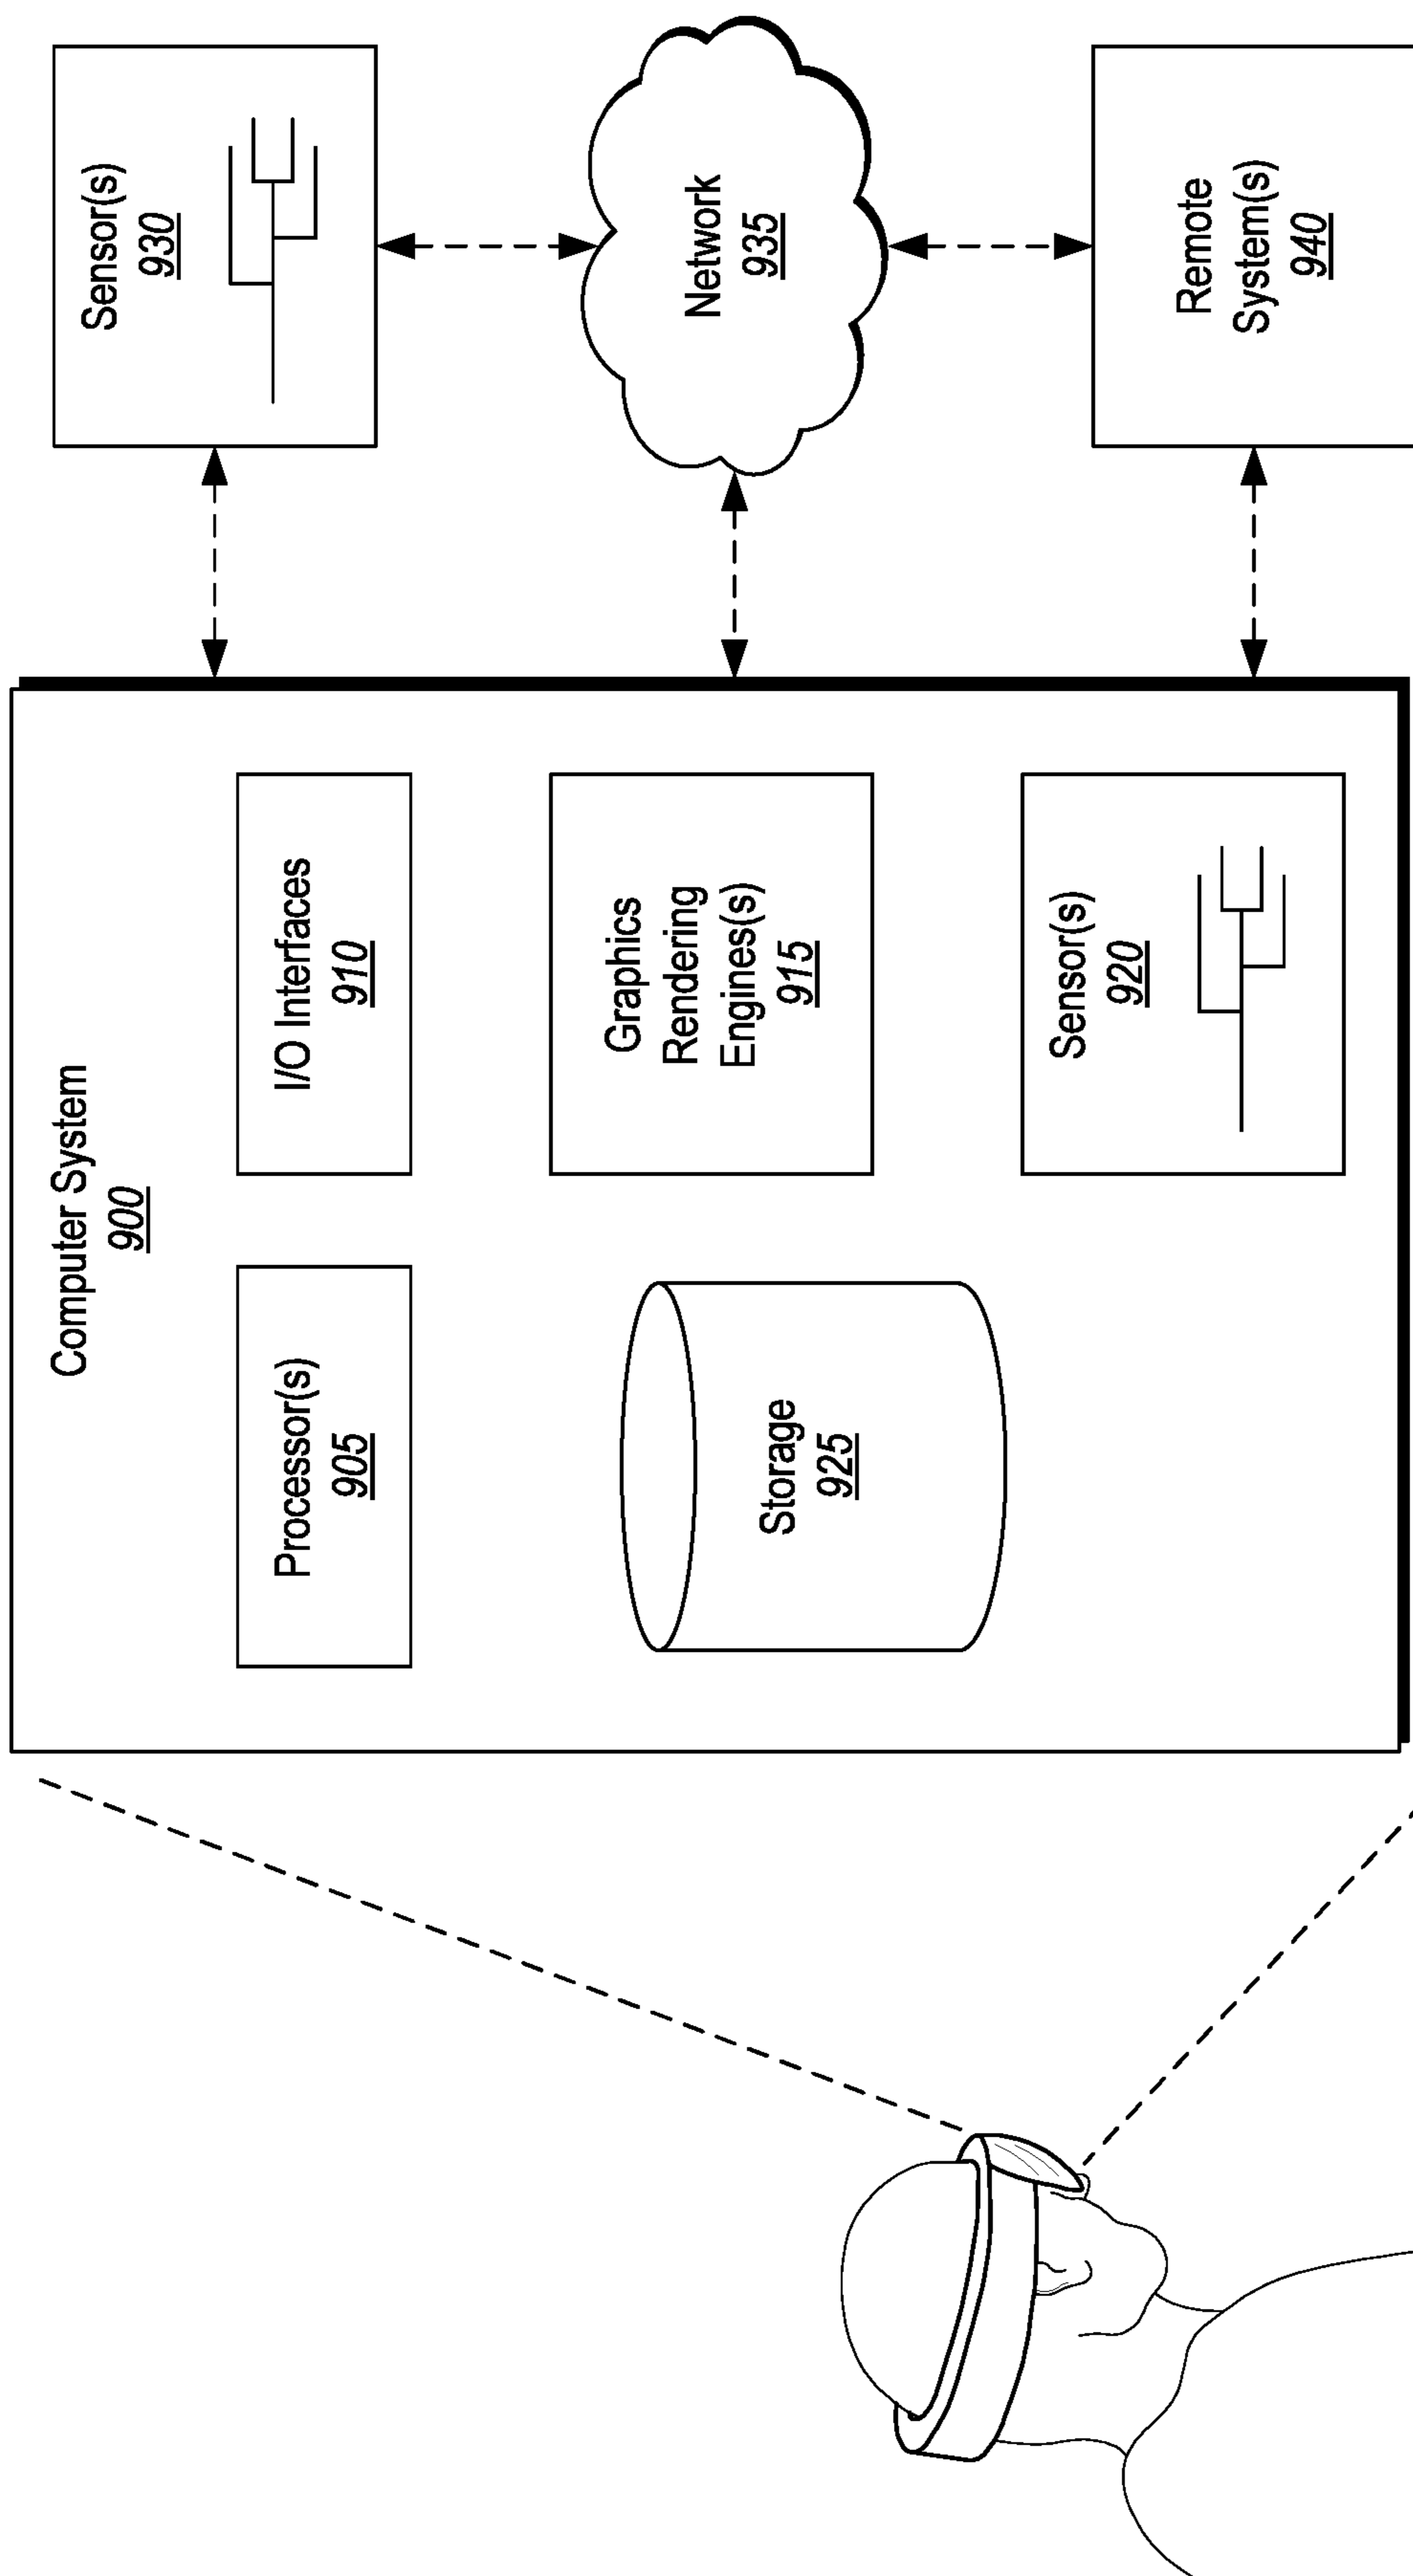 Computer System
900
Processor(s)
905
I/O Interfaces
910
Storage
925
Graphics
Rendering
Engines(s)
915
Sensor(s)
920
Sensor(s)
930
Network
935
Remote
System(s)
940